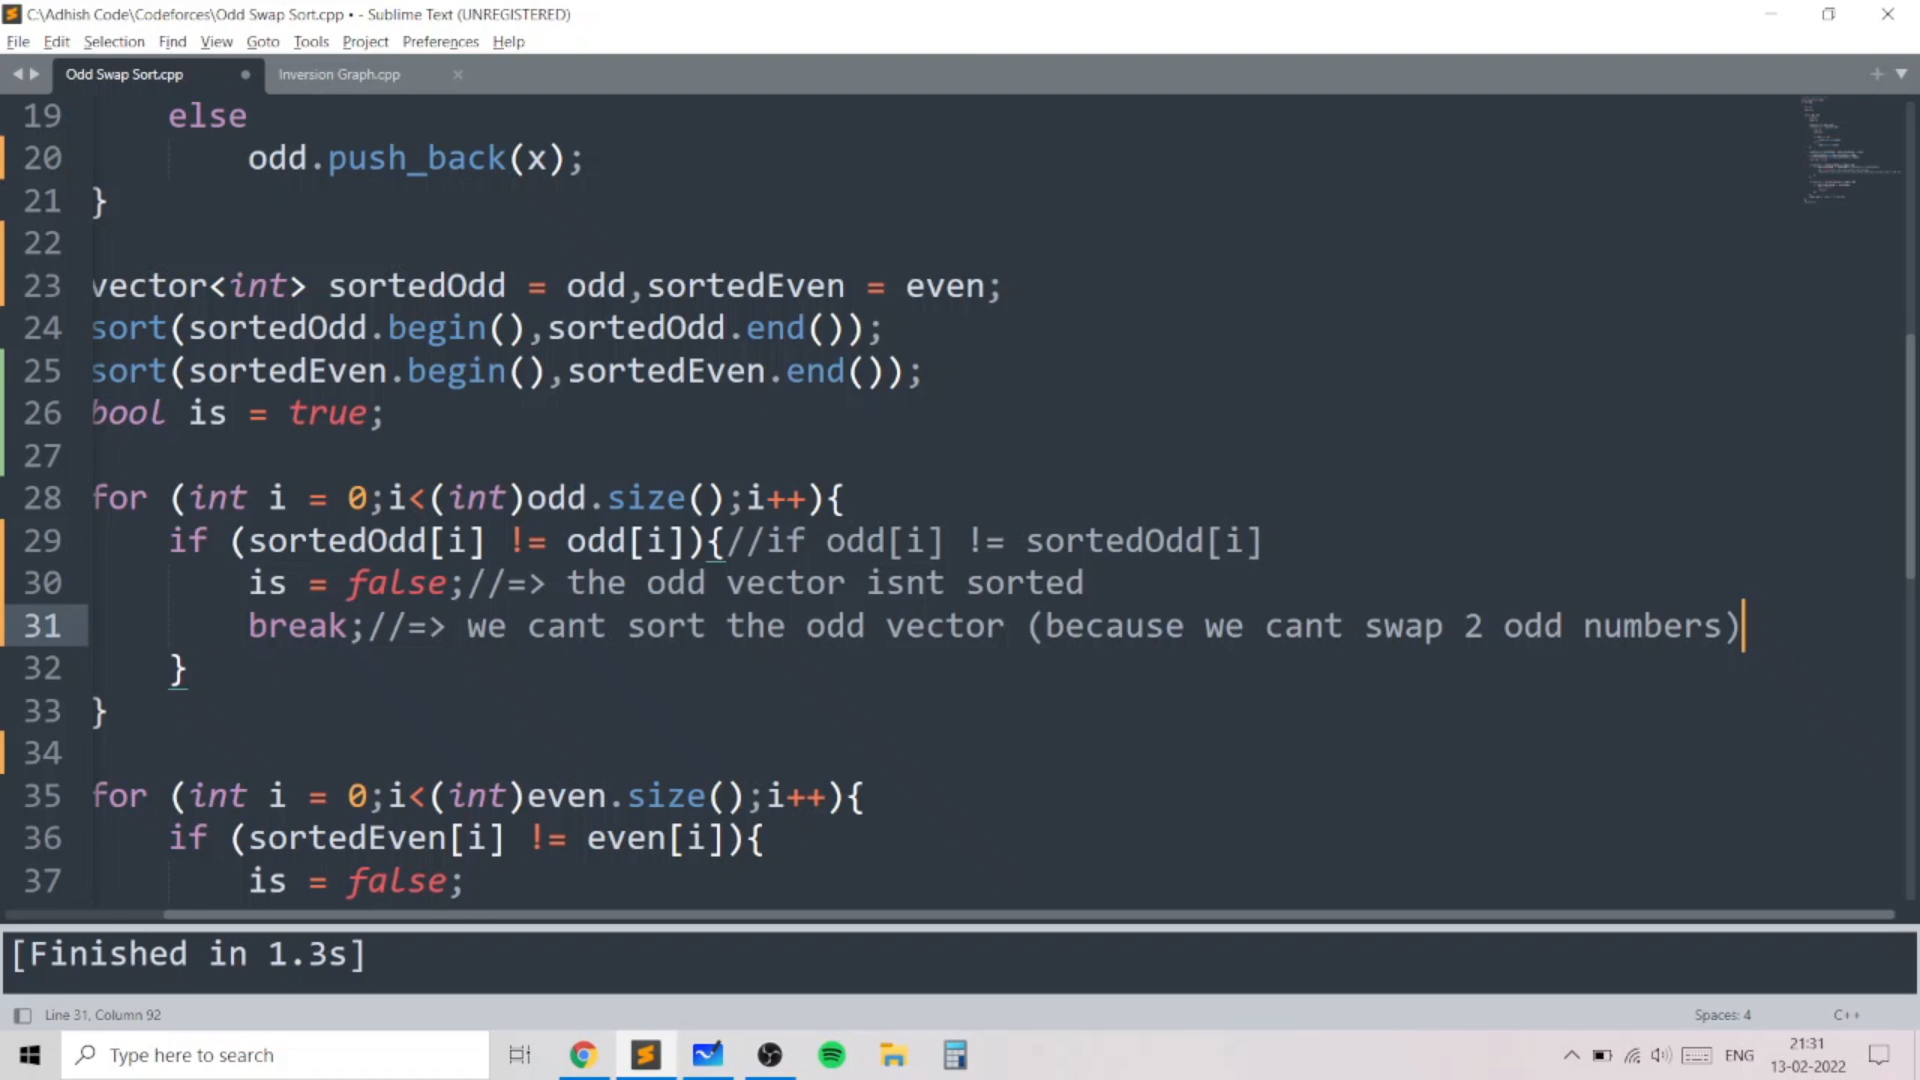 C:\Adhish Code\Codeforces\Odd Swap Sort.cpp • - Sublime Text (UNREGISTERED)
File Edit Selection Find View Goto Tools Project Preferences Help
Odd Swap Sort.cpp Inversion Graph.cpp
19 else
20 odd.push_back(x);
21 }
22
23 vector<int> sortedOdd = odd,sortedEven = even;
24 sort(sortedOdd.begin(),sortedOdd.end());
25 sort(sortedEven.begin(),sortedEven.end());
26 bool is = true;
27
28 for (int i = 0;i<(int)odd.size();i++){
29 if (sortedOdd[i] != odd[i]){//if odd[i] != sortedOdd[i]
30 is = false;//=> the odd vector isnt sorted
31 break;//=> we cant sort the odd vector (because we cant swap 2 odd numbers)
32 }
33 }
34
35 for (int i = 0;i<(int)even.size();i++){
36 if (sortedEven[i] != even[i]){
37 is = false;
[Finished in 1.3s]
Line 31, Column 92 Spaces: 4 C++
Type here to search ENG 21:31
13-02-2022